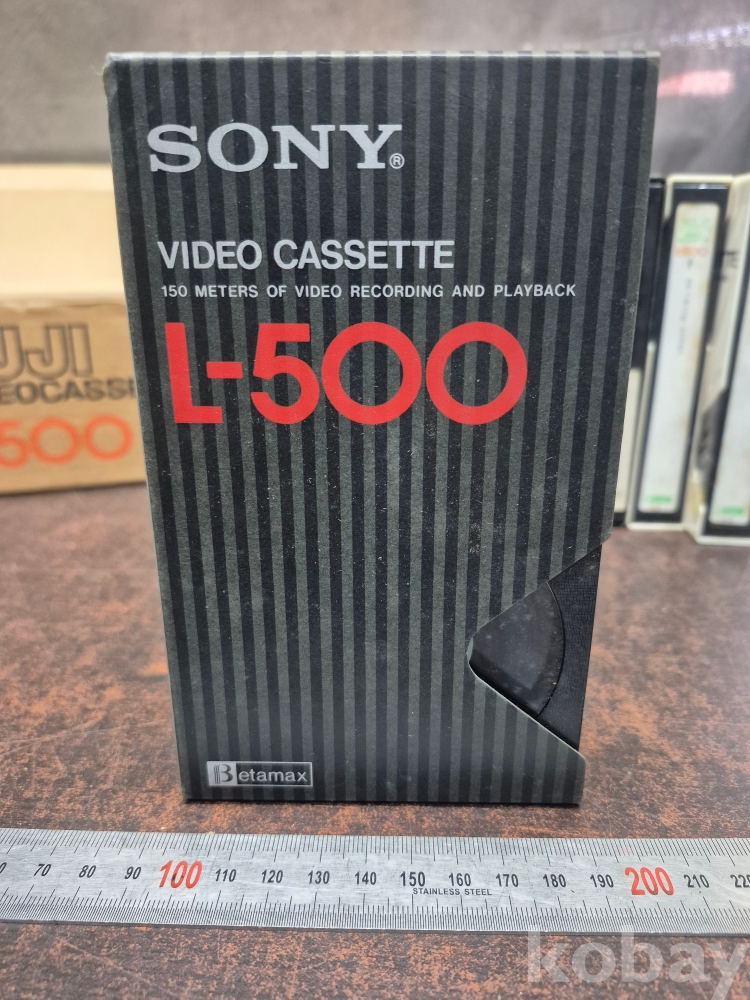 SONY®
VIDEO CASSETTE
150 METERS OF VIDEO RECORDING AND PLAYBACK
L-500
Betamax
UJI
EOCASS
500
70 80 90 100 110 120 130 140 150 160 170 180 190 200 210
STAINLESS STEEL
kobay